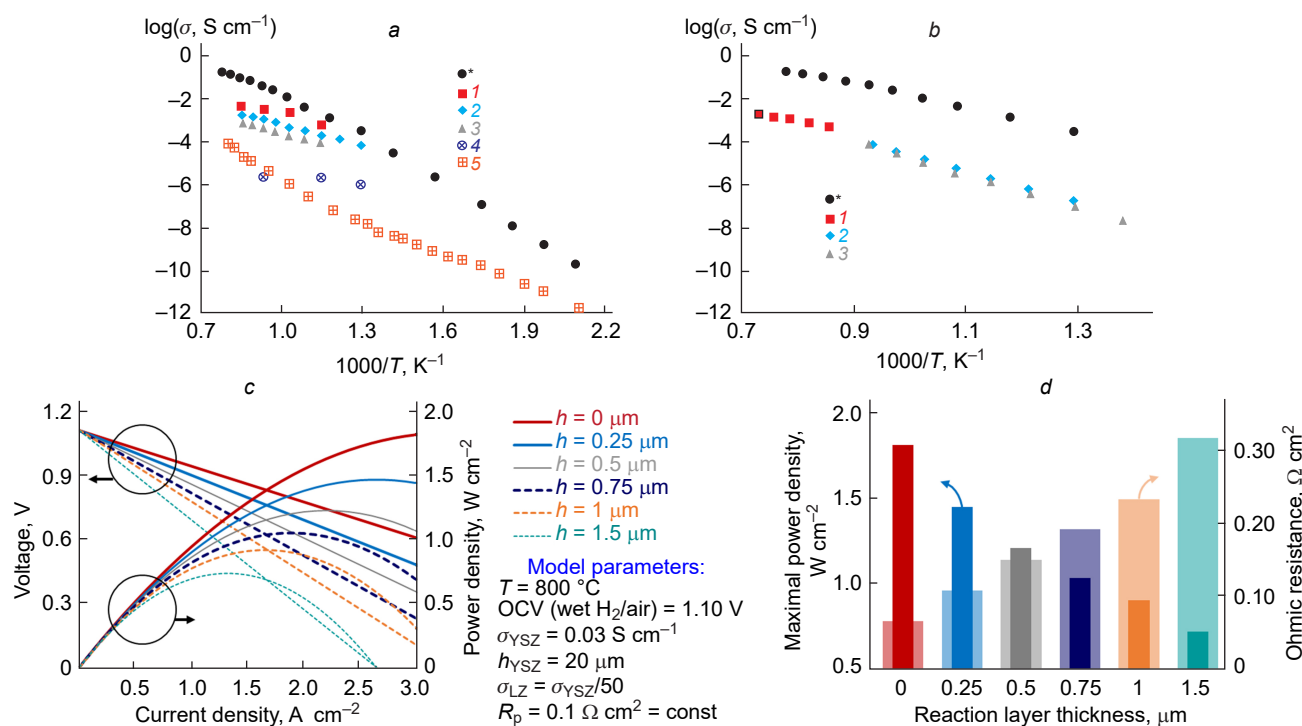 a
log(σ, S cm⁻¹)
0
–2
–4
–6
–8
–10
–12
0.7 1.0 1.3 1.6 1.9 2.2
1000/T, K⁻¹
*
1
2
3
4
5
b
log(σ, S cm⁻¹)
0
–2
–4
–6
–8
–10
–12
0.7 0.9 1.1 1.3
1000/T, K⁻¹
*
1
2
3
c
Voltage, V
1.2
0.9
0.6
0.3
0
0.5 1.0 1.5 2.0 2.5 3.0
Current density, A cm⁻²
2.0
1.5
1.0
0.5
0
Power density, W cm⁻²
h = 0 μm
h = 0.25 μm
h = 0.5 μm
h = 0.75 μm
h = 1 μm
h = 1.5 μm
Model parameters:
T = 800 °C
OCV (wet H₂/air) = 1.10 V
σYSZ = 0.03 S cm⁻¹
hYSZ = 20 μm
σLZ = σYSZ/50
Rp = 0.1 Ω cm² = const
d
Maximal power density,
W cm⁻²
2.0
1.5
1.0
0.5
0 0.25 0.5 0.75 1 1.5
Reaction layer thickness, μm
0.30
0.20
0.10
0
Ohmic resistance. Ω cm²